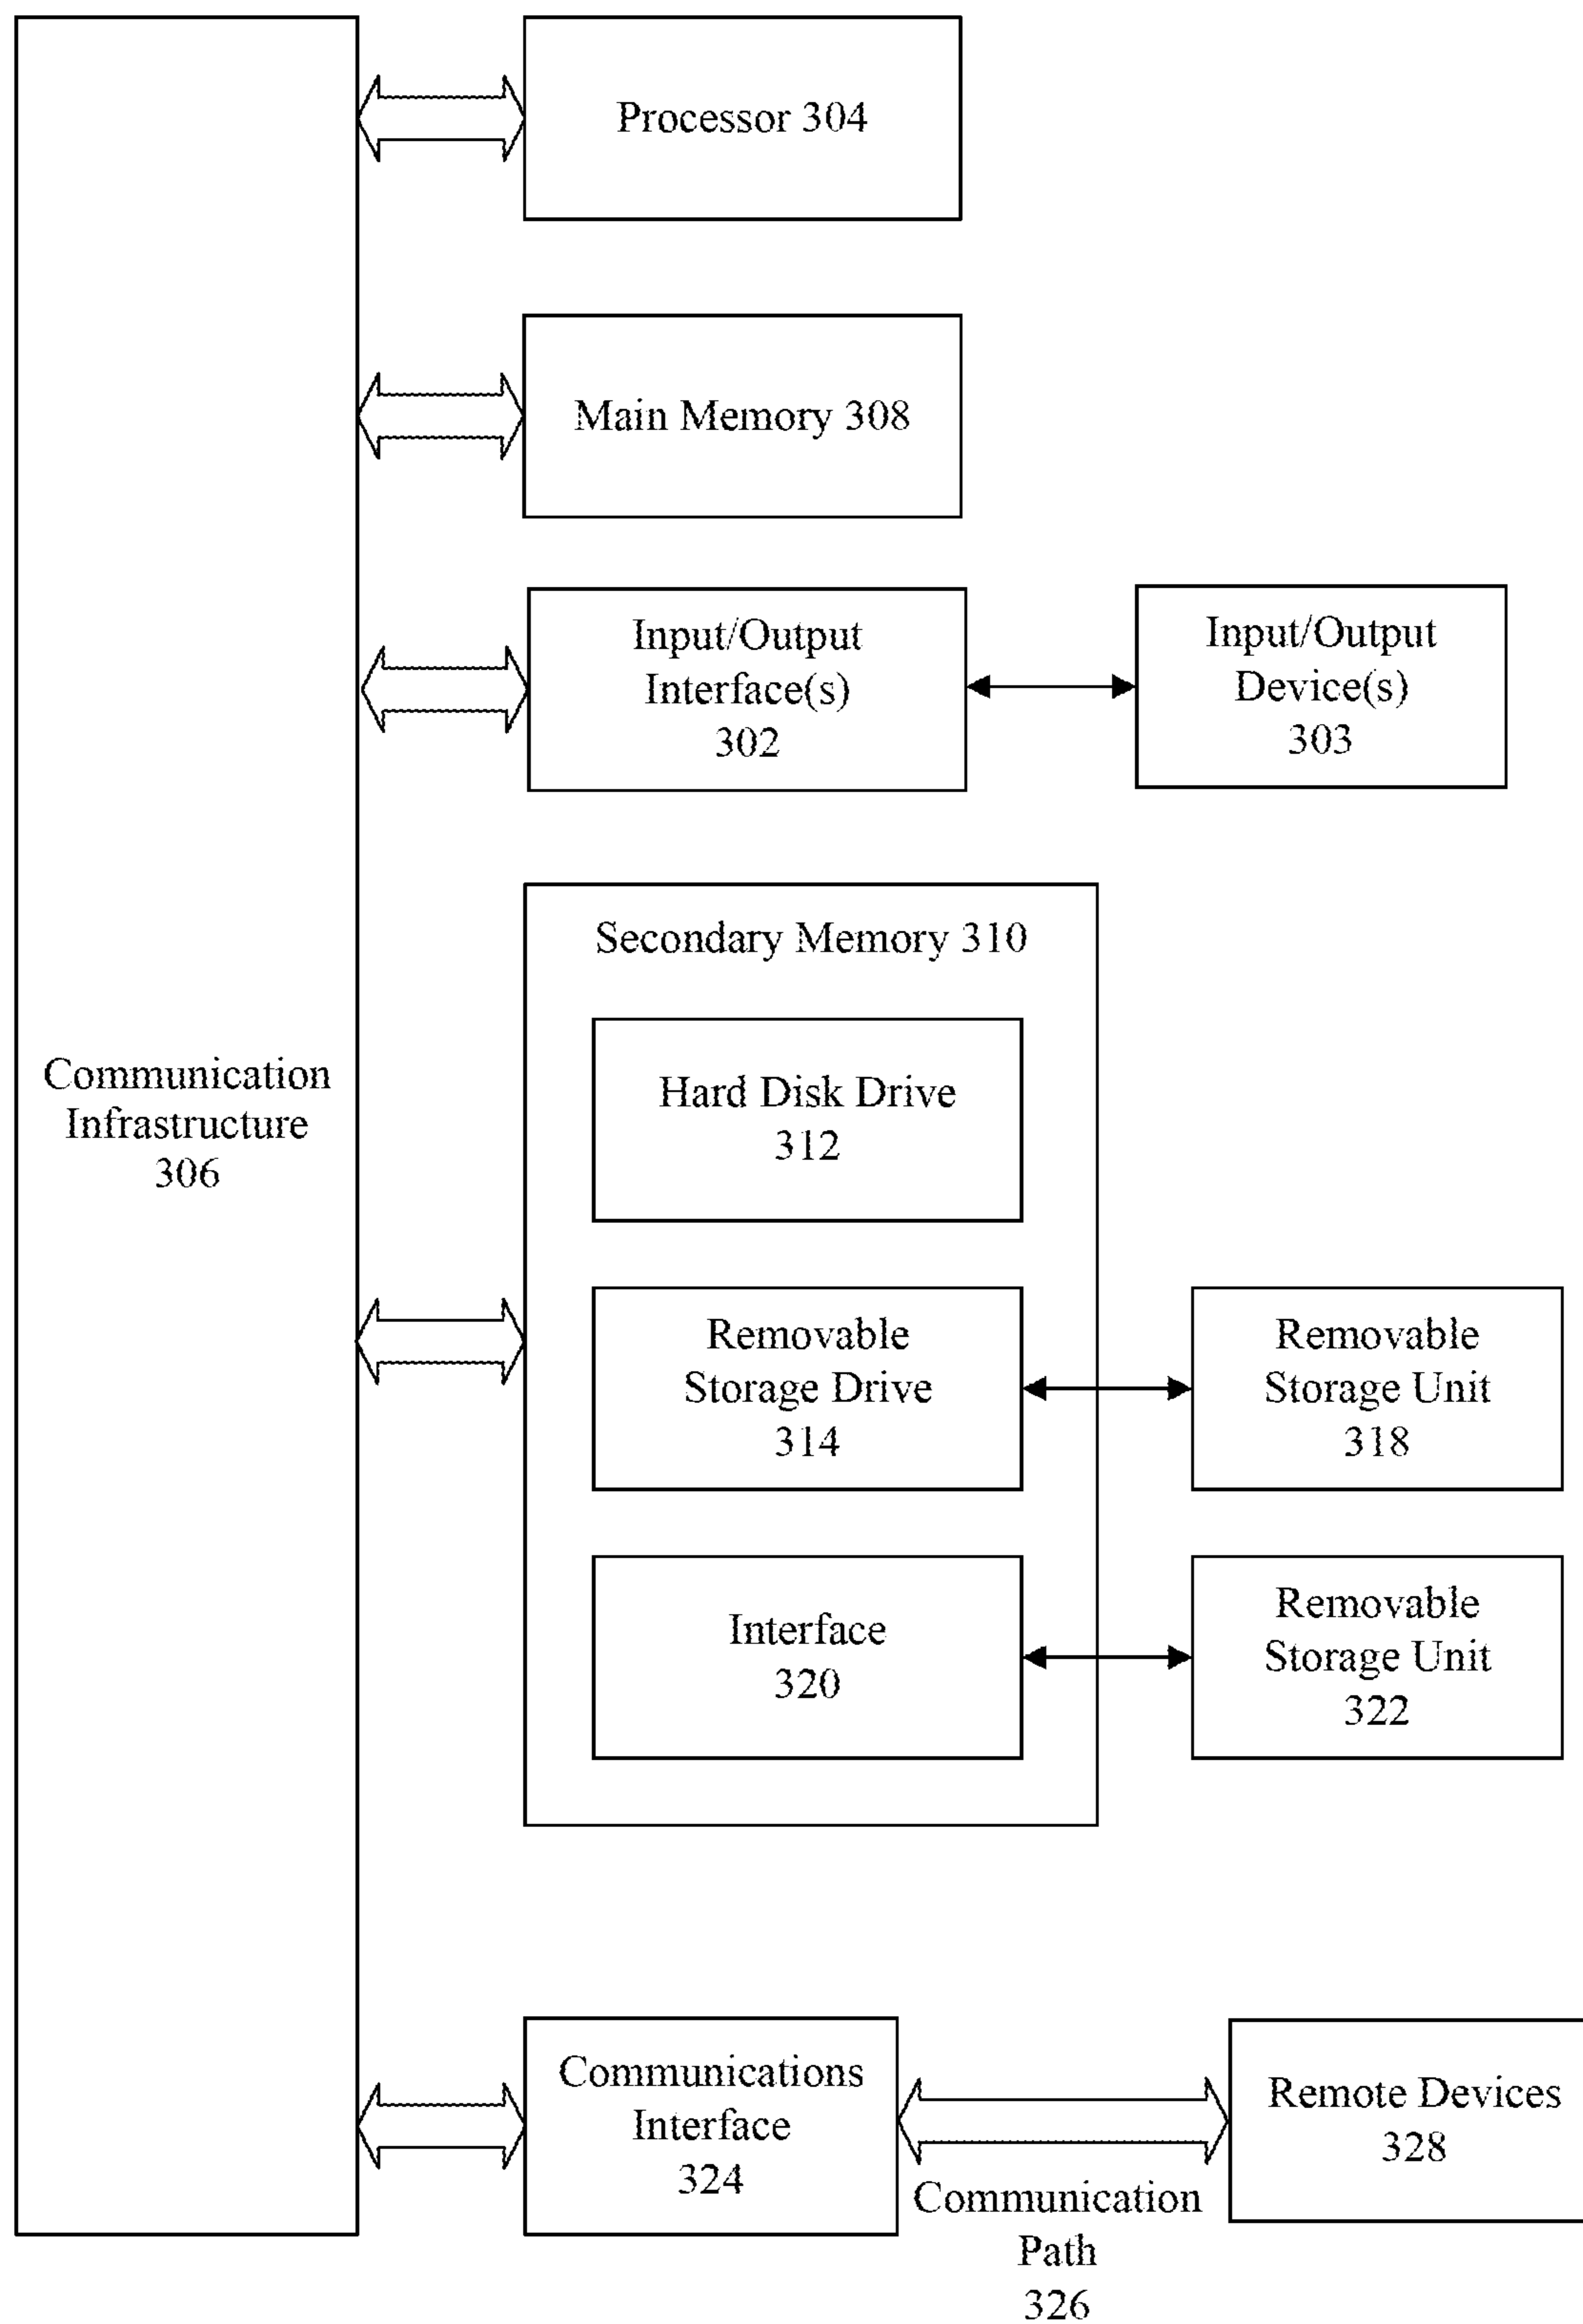 Processor 304
Main Memory 308
Input/Output
Interface(s)
302
Input/Output
Device(s)
303
Secondary Memory 310
Hard Disk Drive
312
Communication
Infrastructure
306
Removable
Storage Drive
314
Removable
Storage Unit
318
Interface
320
Removable
Storage Unit
322
Communications
Interface
324
Communication
Path
326
Remote Devices
328